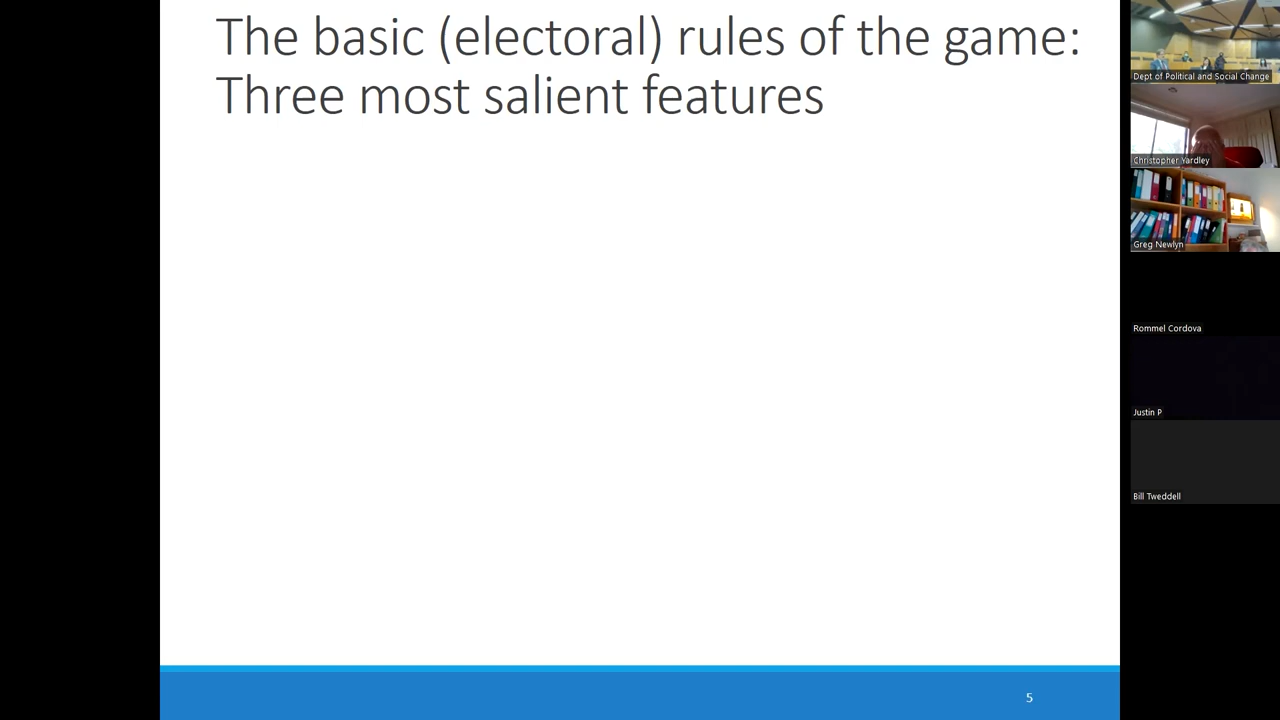 The basic (electoral) rules of the game:
Three most salient features
5
Dept of Political and Social Change
Christopher Yardley
Greg Newlyn
Rommel Cordova
Justin P
Bill Tweddell